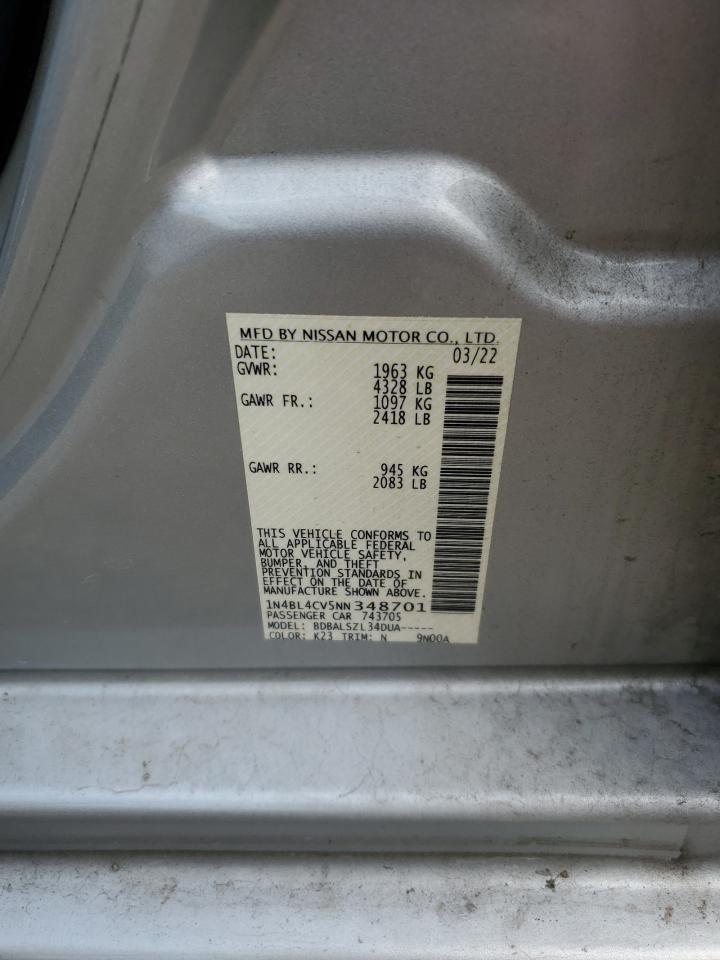 MFD BY NISSAN MOTOR CO., LTD.
DATE: 03/22
GVWR: 1963 KG
4328 LB
GAWR FR.: 1097 KG
2418 LB
GAWR RR.: 945 KG
2083 LB
THIS VEHICLE CONFORMS TO
ALL APPLICABLE FEDERAL
MOTOR VEHICLE SAFETY,
BUMPER, AND THEFT
PREVENTION STANDARDS IN
EFFECT ON THE DATE OF
MANUFACTURE SHOWN ABOVE.
1N4BL4CV5NN348701
PASSENGER CAR 743705
MODEL: BDBALSZL34DUA-----
COLOR: K23 TRIM: N 9N00A